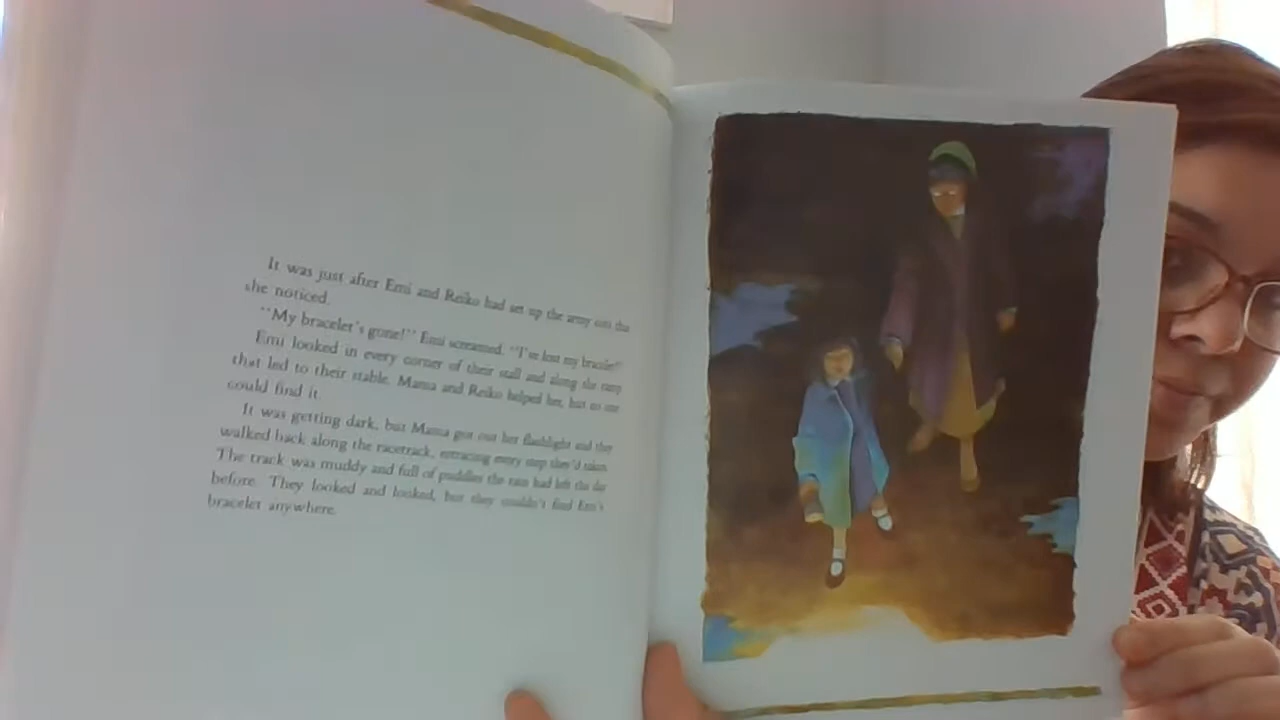 It was just after Emi and Reiko had set up the army cots that
she noticed.
"My bracelet's gone!" Emi screamed. "I've lost my bracelet!"
Emi looked in every corner of their stall and along the ramp
that led to their stable. Mama and Reiko helped her, but no one
could find it.
It was getting dark, but Mama got out her flashlight and they
walked back along the racetrack, retracing every step they'd taken.
The track was muddy and full of puddles the rain had left the day
before. They looked and looked, but they couldn't find Emi's
bracelet anywhere.